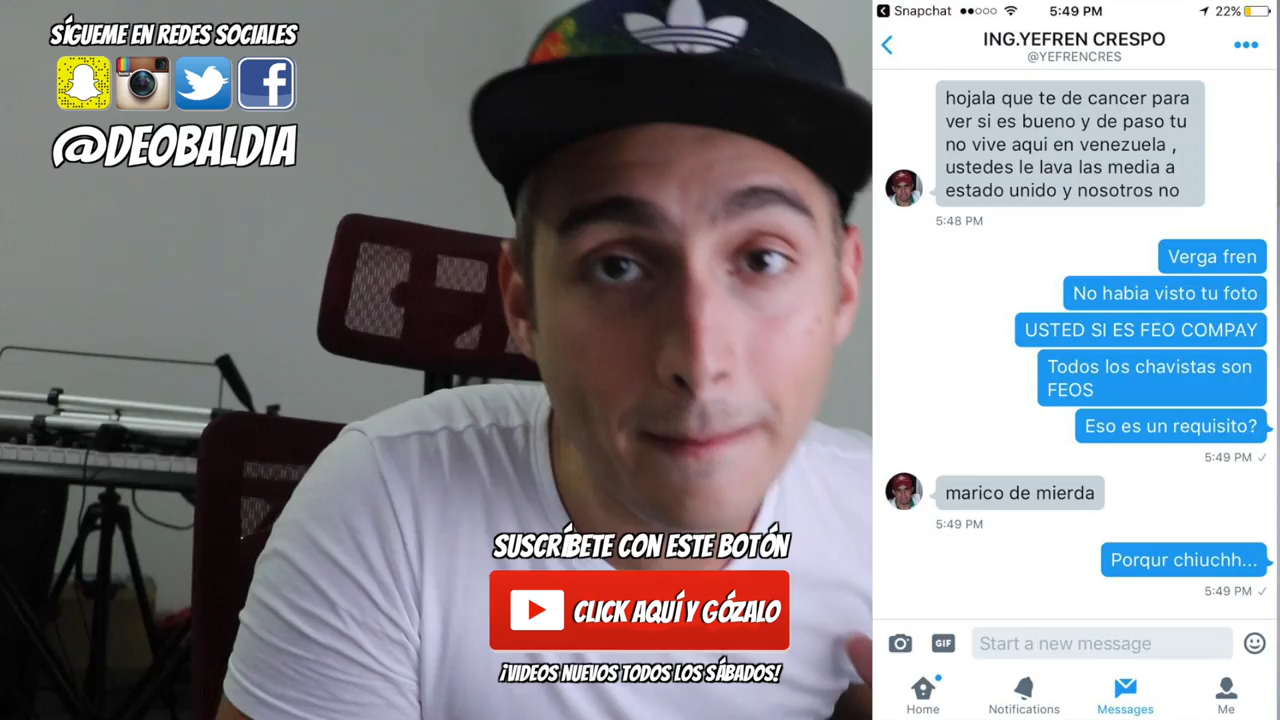 SÍGUEME EN REDES SOCIALES
@DEOBALDIA
SUSCRÍBETE CON ESTE BOTÓN
CLICK AQUÍ Y GÓZALO
¡VIDEOS NUEVOS TODOS LOS SÁBADOS!
Snapchat
5:49 PM
22%
ING.YEFREN CRESPO
@YEFRENCRES
hojala que te de cancer para
ver si es bueno y de paso tu
no vive aqui en venezuela ,
ustedes le lava las media a
estado unido y nosotros no
5:48 PM
Verga fren
No habia visto tu foto
USTED SI ES FEO COMPAY
Todos los chavistas son
FEOS
Eso es un requisito?
5:49 PM
marico de mierda
5:49 PM
Porqur chiuchh...
5:49 PM
GIF
Start a new message
Home
Notifications
Messages
Me